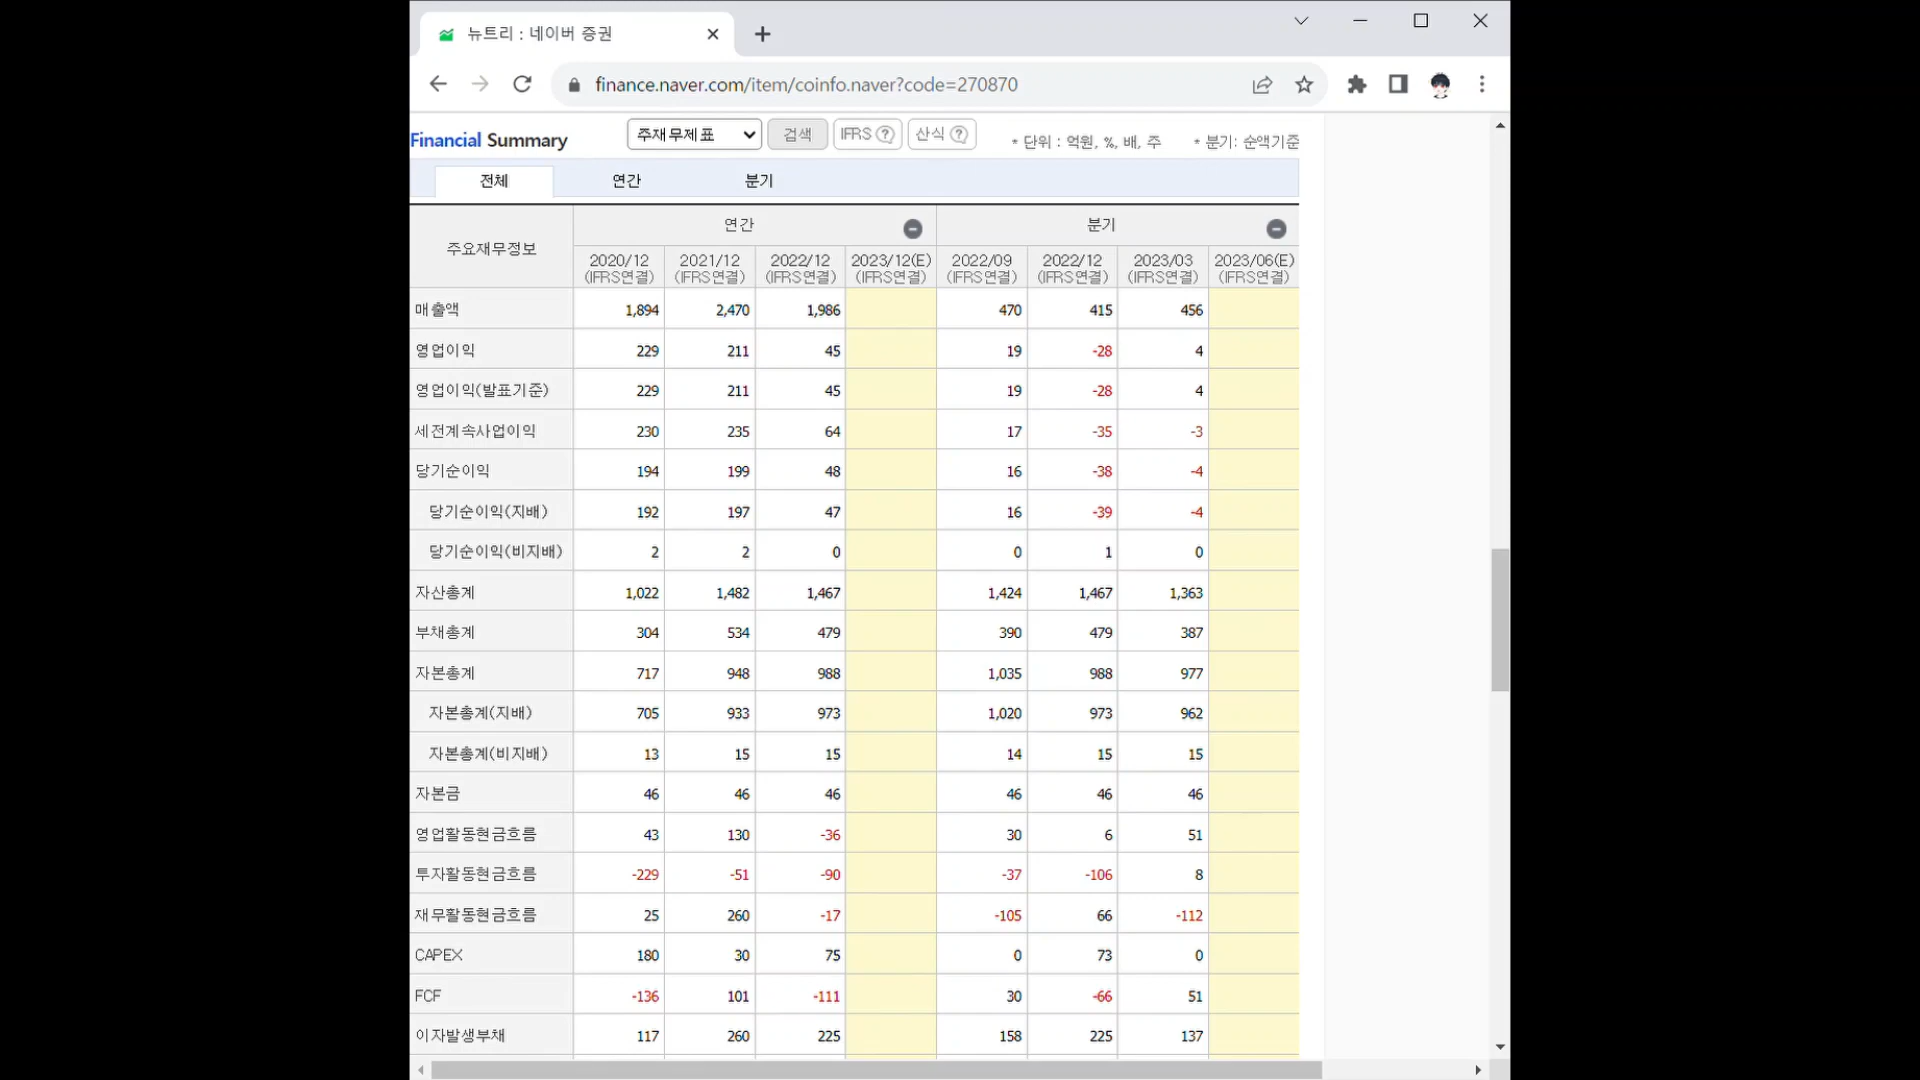 뉴트리 : 네이버 증권
finance.naver.com/item/coinfo.naver?code=270870
Financial Summary 주재무제표 검색 IFRS ? 산식 ? * 단위 : 억원, %, 배, 주 * 분기: 순액기준
전체 연간 분기
주요재무정보 연간 분기
2020/12 2021/12 2022/12 2023/12(E) 2022/09 2022/12 2023/03 2023/06(E)
(IFRS연결) (IFRS연결) (IFRS연결) (IFRS연결) (IFRS연결) (IFRS연결) (IFRS연결) (IFRS연결)
매출액 1,894 2,470 1,986 470 415 456
영업이익 229 211 45 19 -28 4
영업이익(발표기준) 229 211 45 19 -28 4
세전계속사업이익 230 235 64 17 -35 -3
당기순이익 194 199 48 16 -38 -4
당기순이익(지배) 192 197 47 16 -39 -4
당기순이익(비지배) 2 2 0 0 1 0
자산총계 1,022 1,482 1,467 1,424 1,467 1,363
부채총계 304 534 479 390 479 387
자본총계 717 948 988 1,035 988 977
자본총계(지배) 705 933 973 1,020 973 962
자본총계(비지배) 13 15 15 14 15 15
자본금 46 46 46 46 46 46
영업활동현금흐름 43 130 -36 30 6 51
투자활동현금흐름 -229 -51 -90 -37 -106 8
재무활동현금흐름 25 260 -17 -105 66 -112
CAPEX 180 30 75 0 73 0
FCF -136 101 -111 30 -66 51
이자발생부채 117 260 225 158 225 137